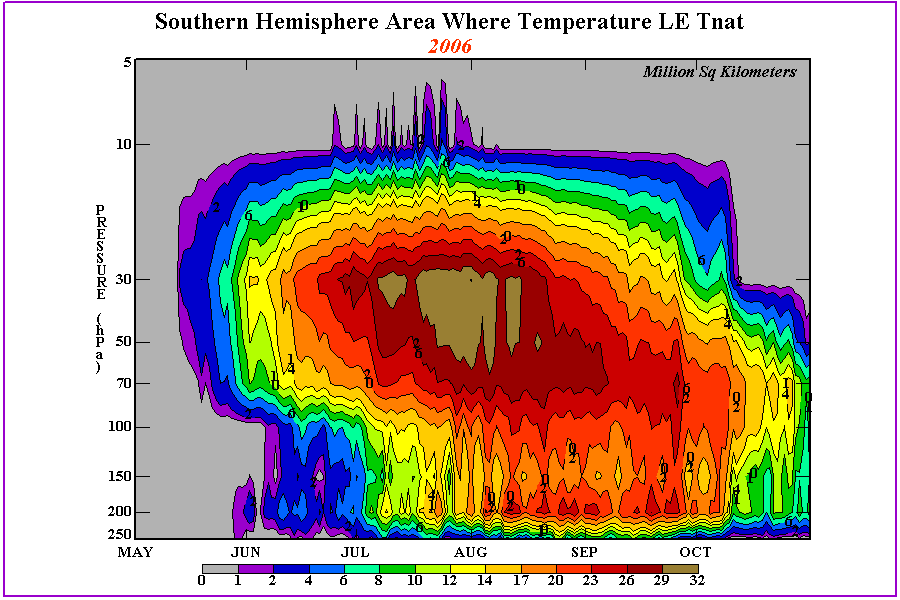 Southern Hemisphere Area Where Temperature LE Tnat
2006
Million Sq Kilometers
PRESSURE (hPa)
5
10
30
50
70
100
150
200
250
MAY JUN JUL AUG SEP OCT
0 1 2 4 6 8 10 12 14 17 20 23 26 29 32